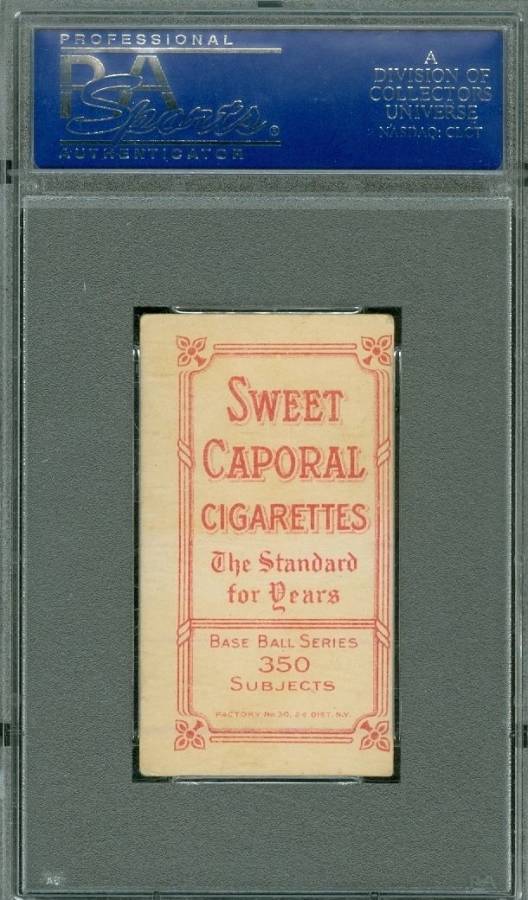 PROFESSIONAL
PSA
Sports®
AUTHENTICATOR
A
DIVISION OF
COLLECTORS
UNIVERSE
NASDAQ: CLCT
SWEET
CAPORAL
CIGARETTES
The Standard
for Years
BASE BALL SERIES
350
SUBJECTS
FACTORY No. 30, 2d DIST. N.Y.